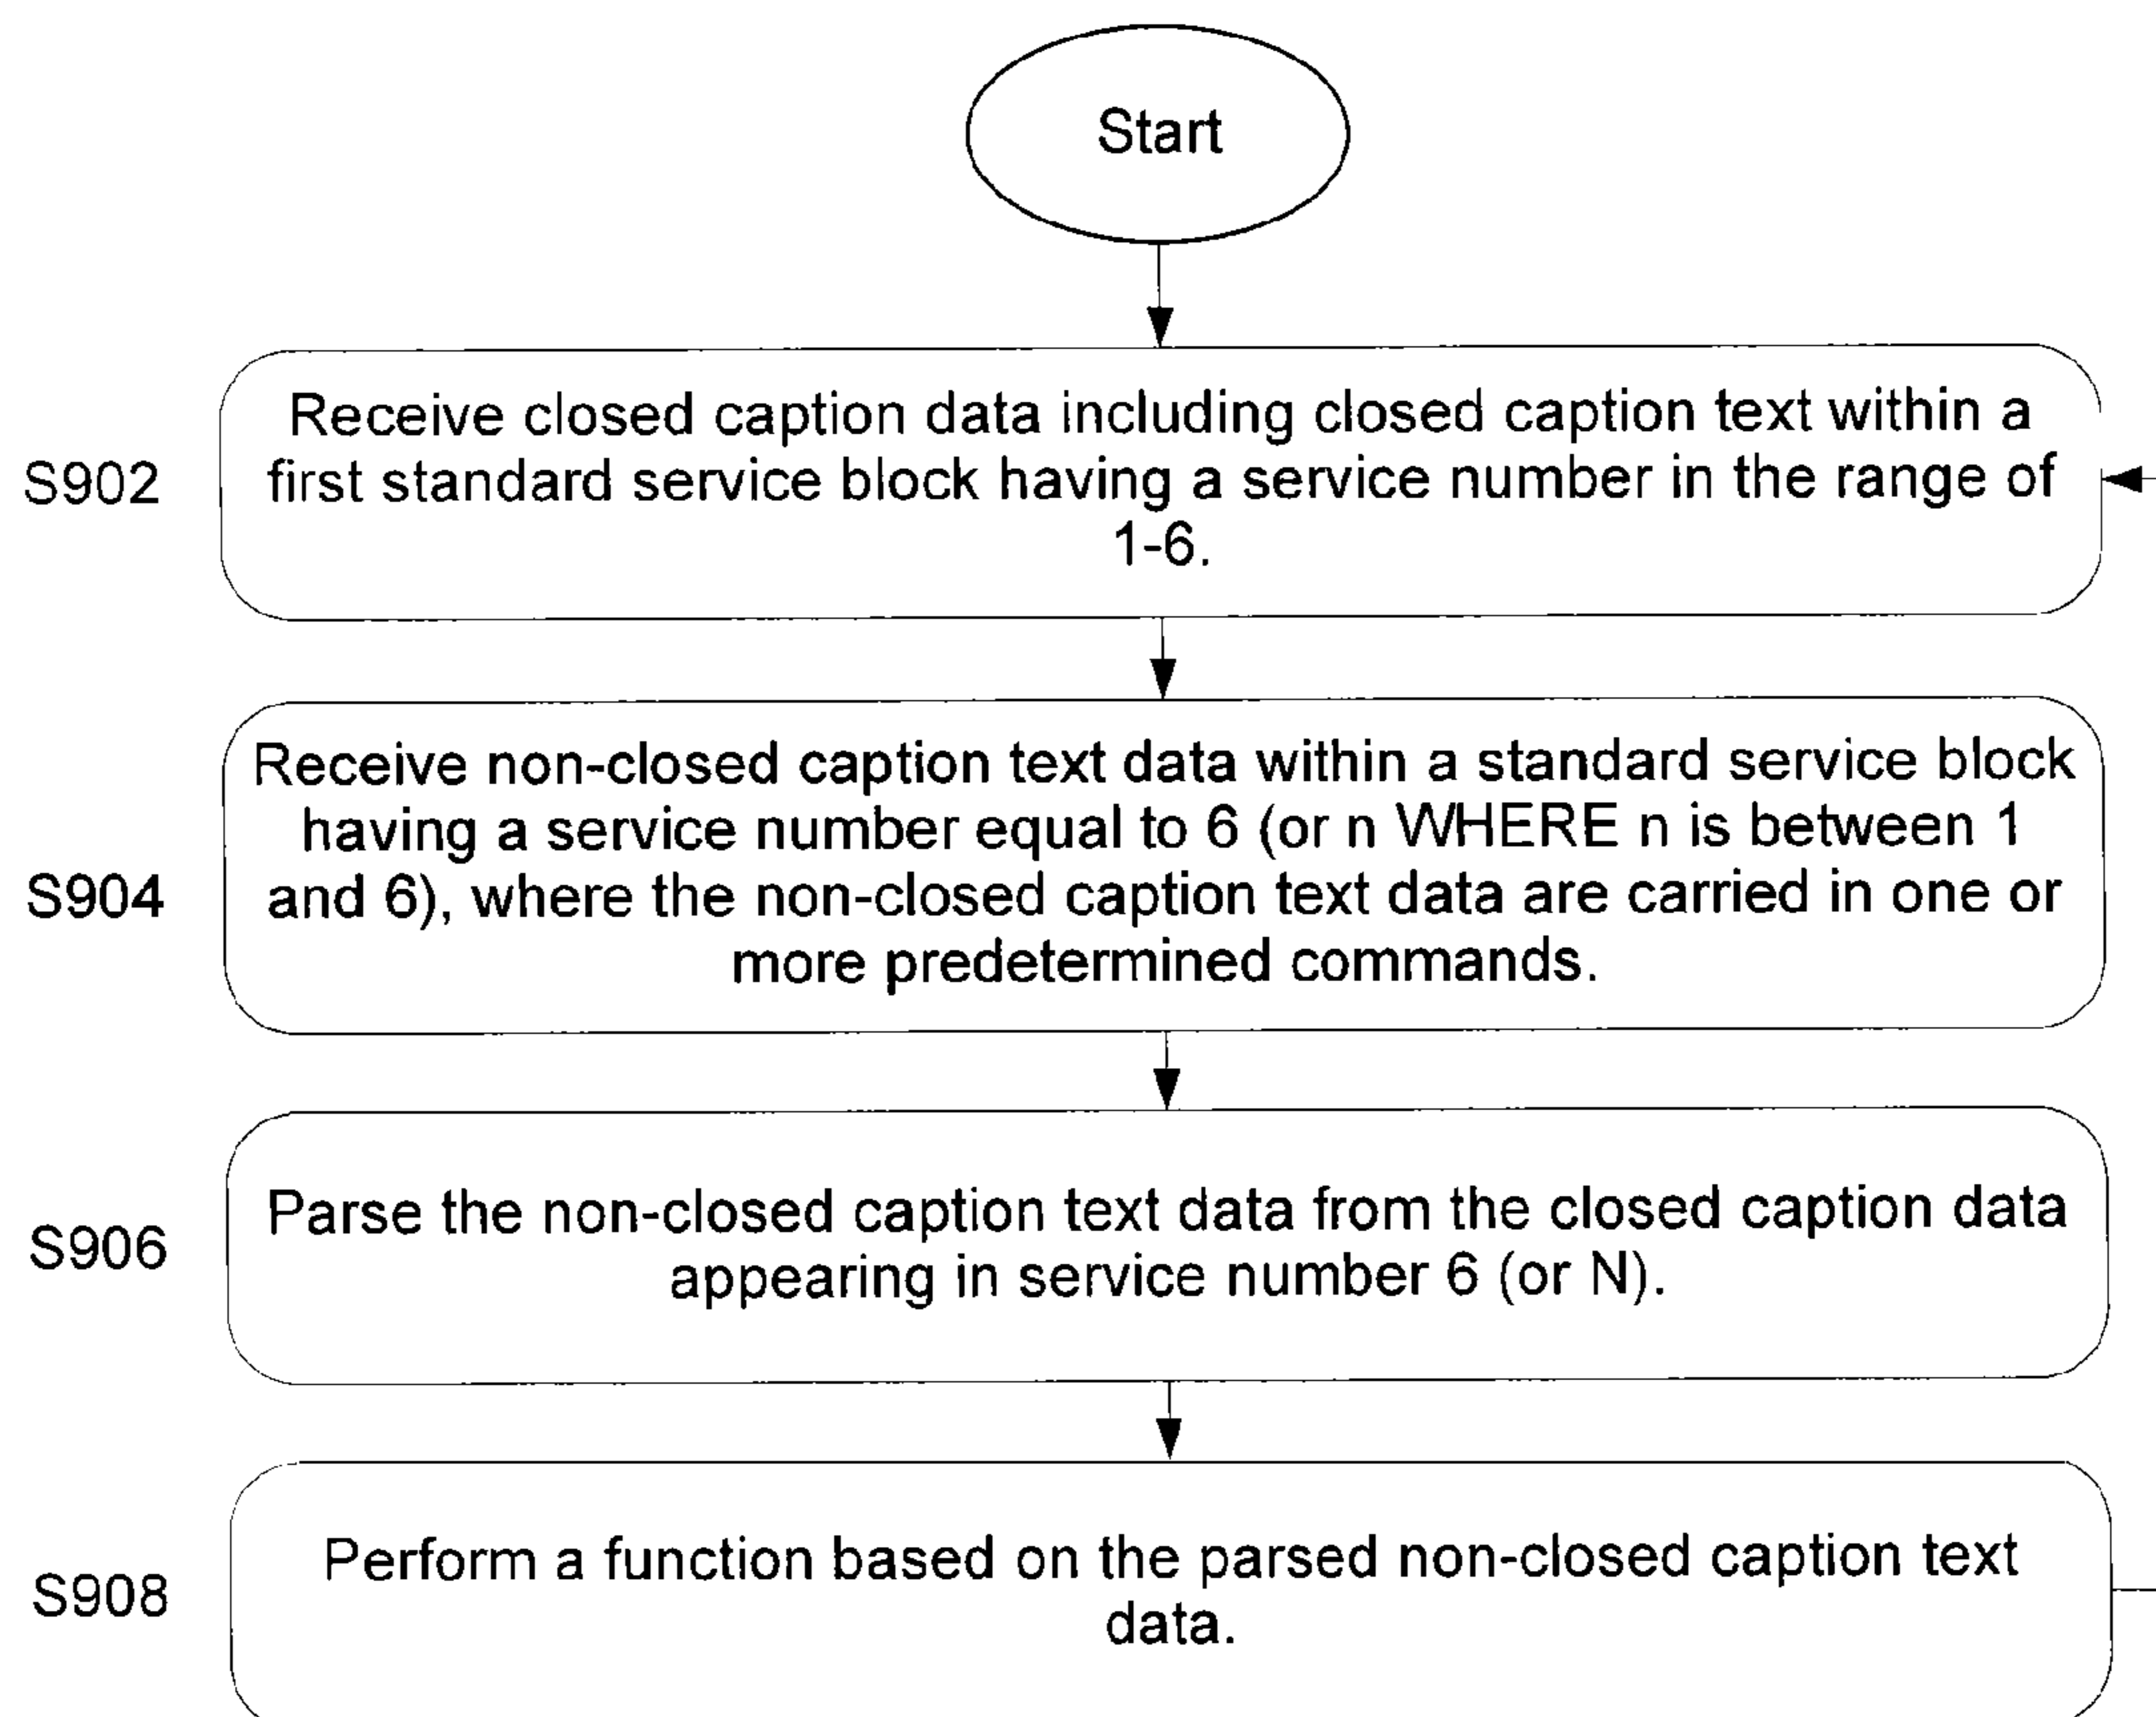 Start
Receive closed caption data including closed caption text within a
first standard service block having a service number in the range of
1-6.
S902
Receive non-closed caption text data within a standard service block
having a service number equal to 6 (or n WHERE n is between 1
and 6), where the non-closed caption text data are carried in one or
more predetermined commands.
S904
Parse the non-closed caption text data from the closed caption data
appearing in service number 6 (or N).
S906
Perform a function based on the parsed non-closed caption text
data.
S908